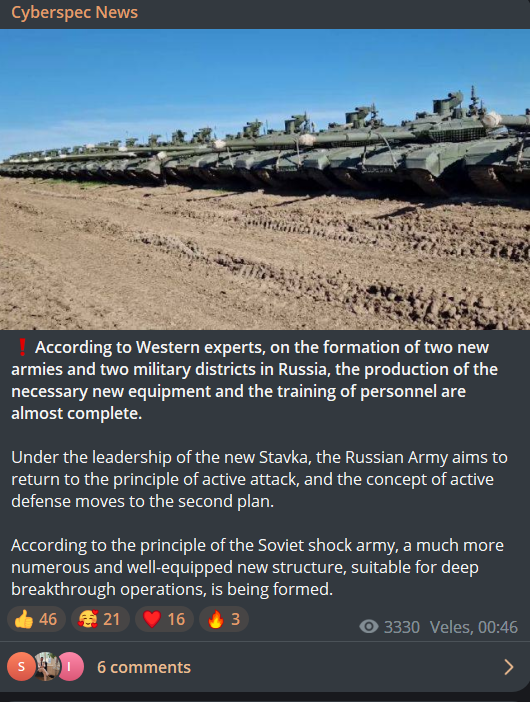 Cyberspec News
❗ According to Western experts, on the formation of two new
armies and two military districts in Russia, the production of the
necessary new equipment and the training of personnel are
almost complete.
Under the leadership of the new Stavka, the Russian Army aims to
return to the principle of active attack, and the concept of active
defense moves to the second plan.
According to the principle of the Soviet shock army, a much more
numerous and well-equipped new structure, suitable for deep
breakthrough operations, is being formed.
👍 46 🥰 21 ❤️ 16 🔥 3
3330 Veles, 00:46
S I 6 comments